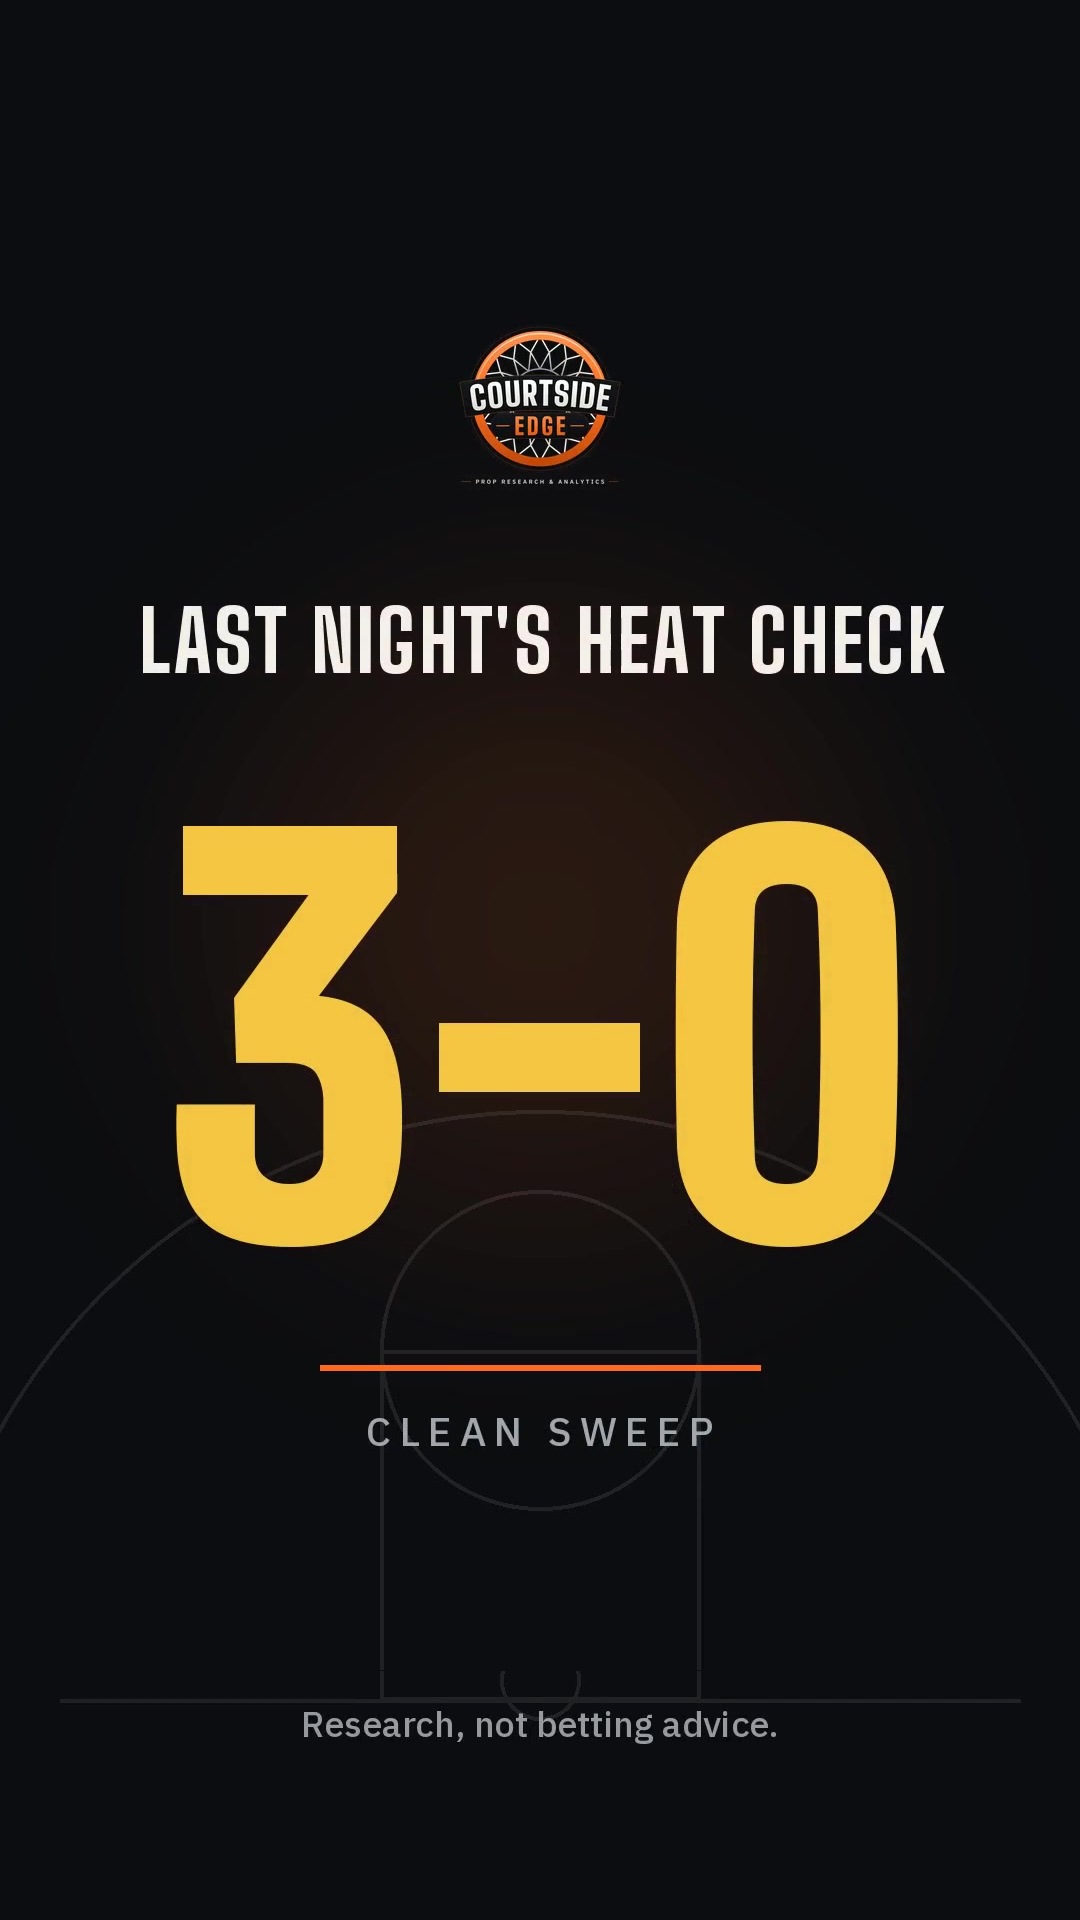 COURTSIDE
EDGE
PROP RESEARCH & ANALYTICS
LAST NIGHT'S HEAT CHECK
3–0
CLEAN SWEEP
Research, not betting advice.